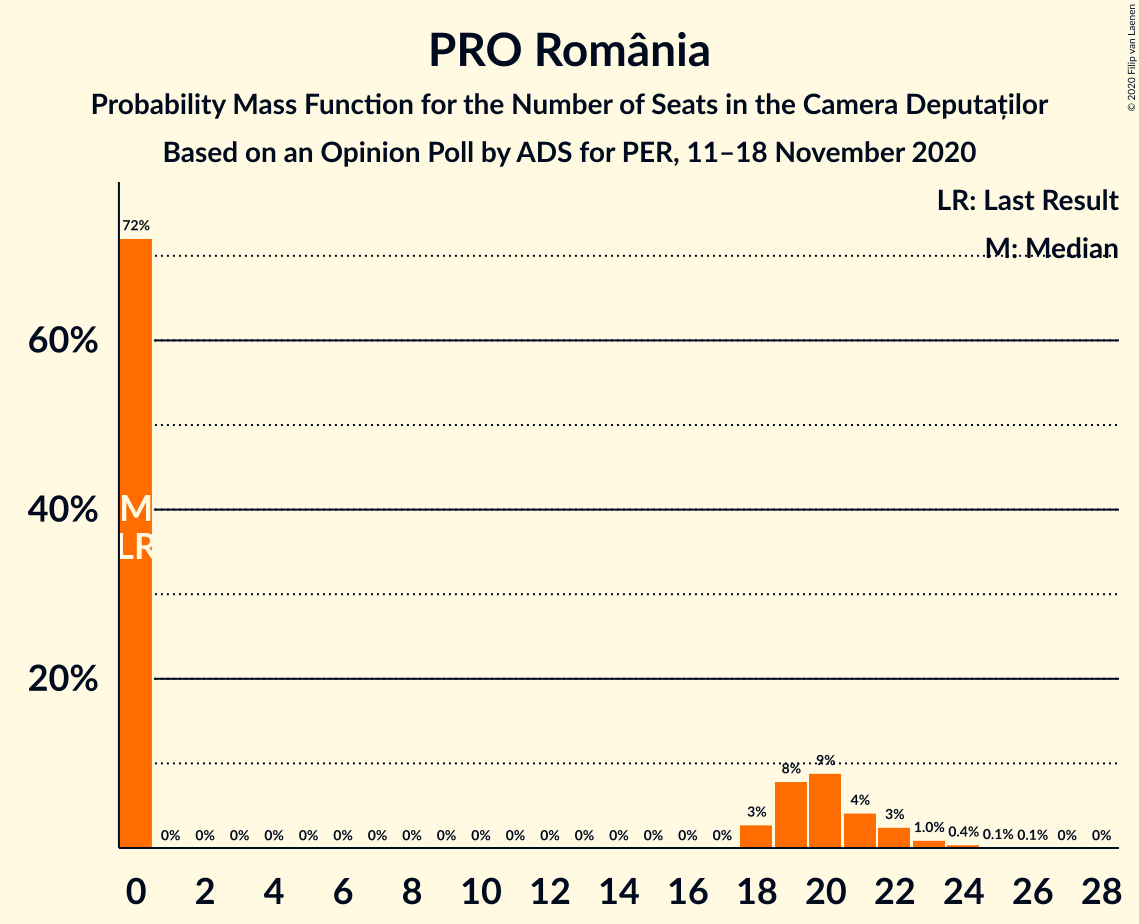 PRO România
Probability Mass Function for the Number of Seats in the Camera Deputaților
Based on an Opinion Poll by ADS for PER, 11–18 November 2020
© 2020 Filip van Laenen
LR: Last Result
M: Median
72%
60%
40%
20%
M
LR
0% 0% 0% 0% 0% 0% 0% 0% 0% 0% 0% 0% 0% 0% 0% 0% 0% 3% 8% 9% 4% 3% 1.0% 0.4% 0.1% 0.1% 0% 0%
0 2 4 6 8 10 12 14 16 18 20 22 24 26 28